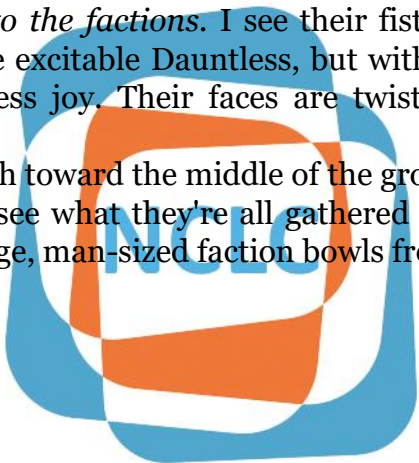 to the factions. I see their fist
e excitable Dauntless, but with
ess joy. Their faces are twist
h toward the middle of the gro
see what they're all gathered
NCLC
ge, man-sized faction bowls fro